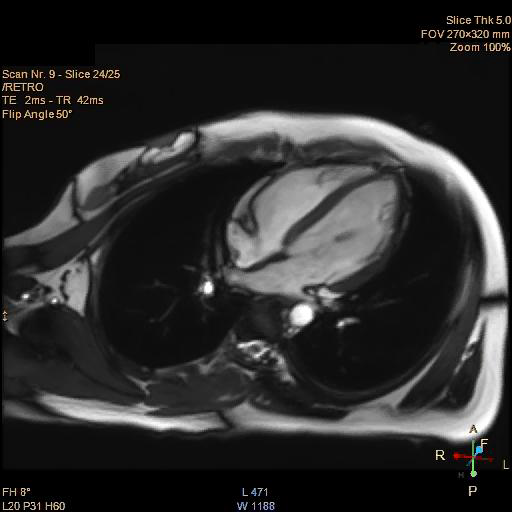 Slice Thk 5.0
FOV 270×320 mm
Zoom 100%
Scan Nr. 9 - Slice 24/25
/RETRO
TE 2ms - TR 42ms
Flip Angle 50°
A
F
R
H
L
P
FH 8°
L20 P31 H60
L 471
W 1188